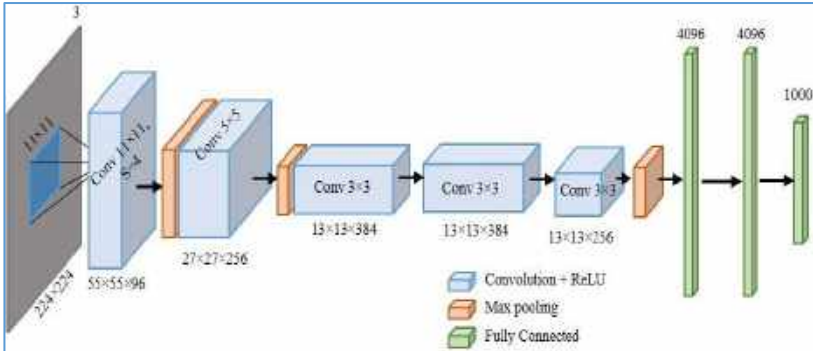 3
11×11
224×224
Conv 11×11,
S=4
55×55×96
Conv 5×5
27×27×256
Conv 3×3
13×13×384
Conv 3×3
13×13×384
Conv 3×3
13×13×256
4096
4096
1000
Convolution + ReLU
Max pooling
Fully Connected